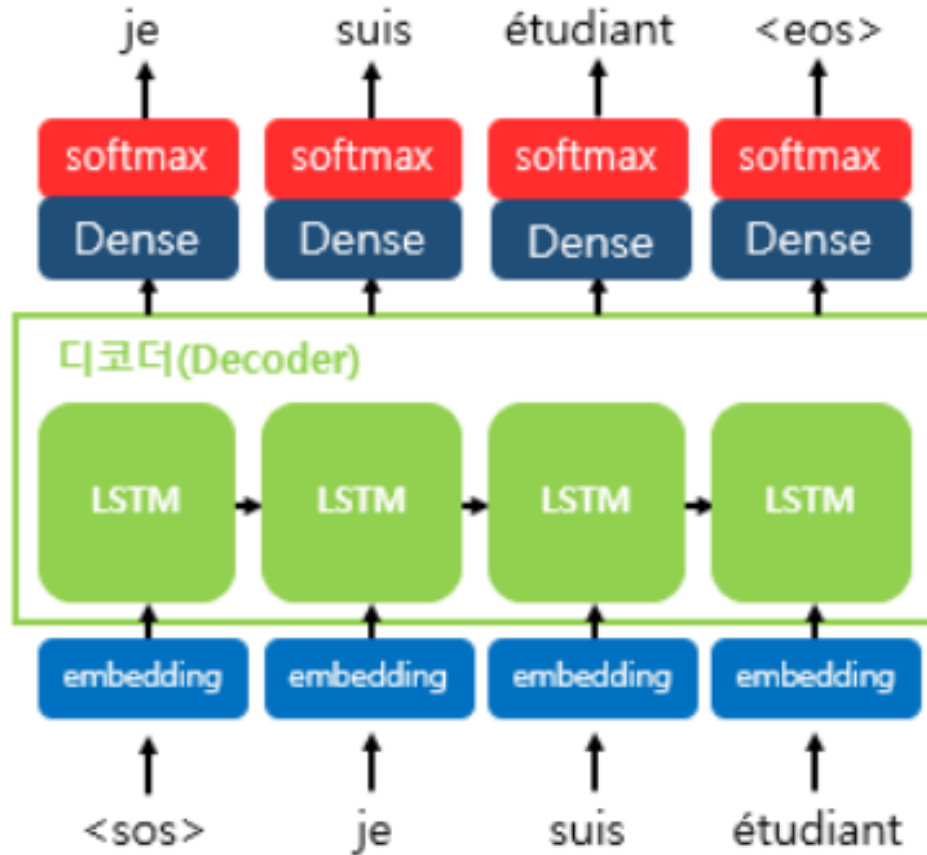 je suis étudiant <eos>
softmax softmax softmax softmax
Dense Dense Dense Dense
디코더(Decoder)
LSTM LSTM LSTM LSTM
embedding embedding embedding embedding
<sos> je suis étudiant